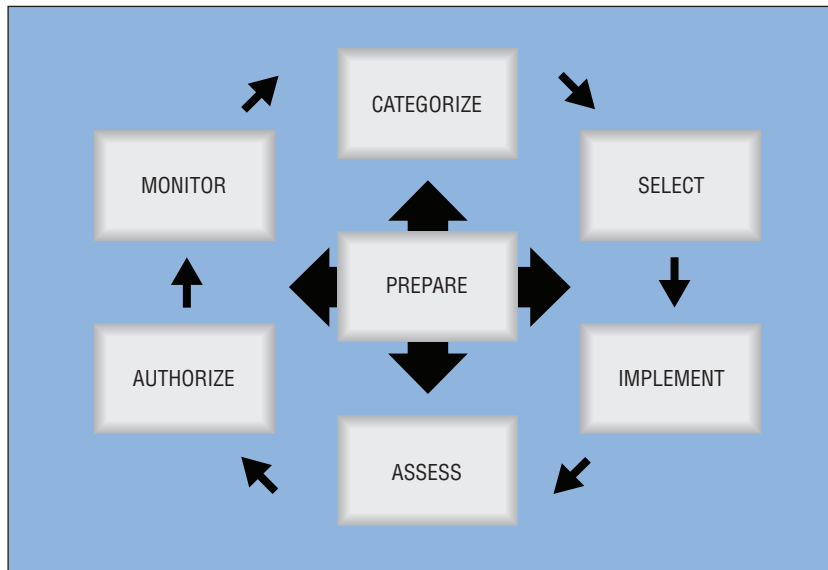 CATEGORIZE
MONITOR
SELECT
PREPARE
AUTHORIZE
IMPLEMENT
ASSESS